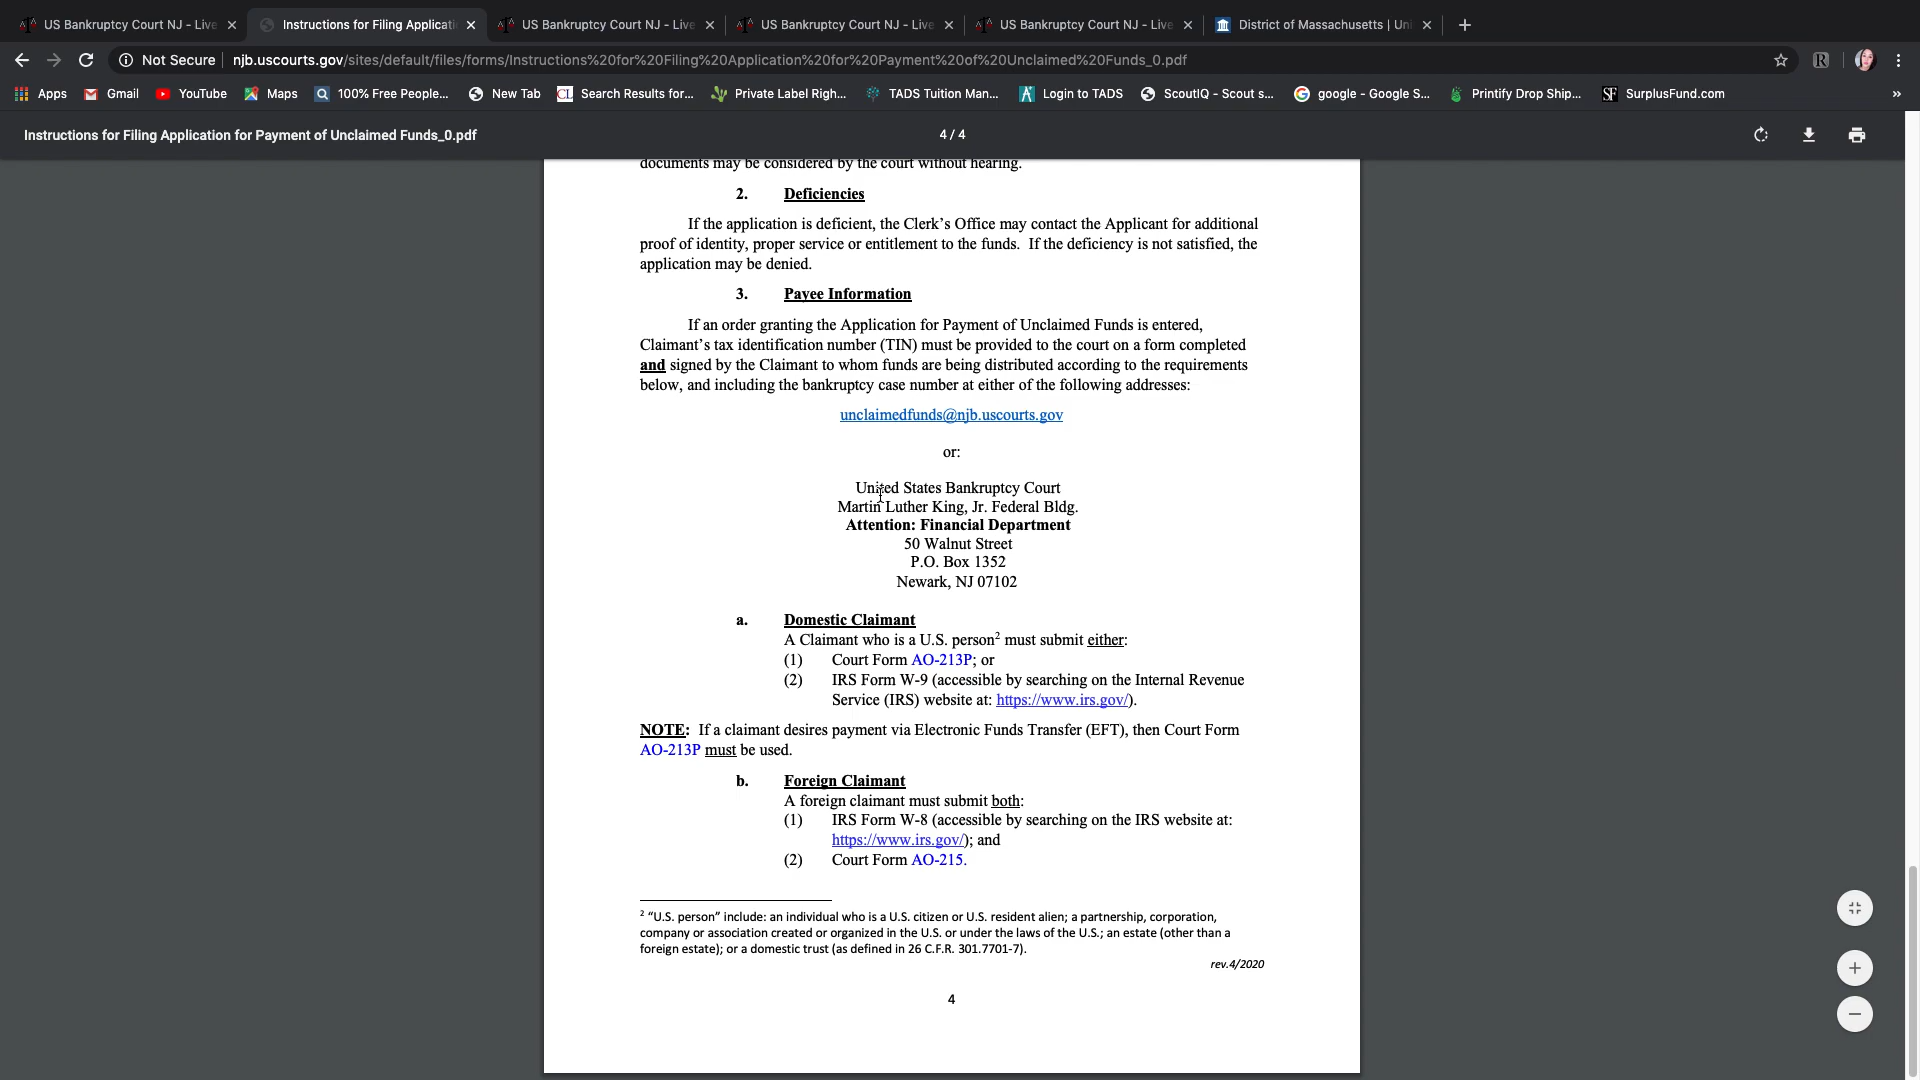 US Bankruptcy Court NJ - Live
Instructions for Filing Applicati
US Bankruptcy Court NJ - Live
US Bankruptcy Court NJ - Live
US Bankruptcy Court NJ - Live
District of Massachusetts | Uni
Not Secure | njb.uscourts.gov/sites/default/files/forms/Instructions%20for%20Filing%20Application%20for%20Payment%20of%20Unclaimed%20Funds_0.pdf
Apps Gmail YouTube Maps 100% Free People... New Tab CL Search Results for... Private Label Righ... TADS Tuition Man... Login to TADS ScoutIQ - Scout s... google - Google S... Printify Drop Ship... SF SurplusFund.com »
Instructions for Filing Application for Payment of Unclaimed Funds_0.pdf 4 / 4
documents may be considered by the court without hearing.
2. Deficiencies
If the application is deficient, the Clerk's Office may contact the Applicant for additional
proof of identity, proper service or entitlement to the funds. If the deficiency is not satisfied, the
application may be denied.
3. Payee Information
If an order granting the Application for Payment of Unclaimed Funds is entered,
Claimant's tax identification number (TIN) must be provided to the court on a form completed
and signed by the Claimant to whom funds are being distributed according to the requirements
below, and including the bankruptcy case number at either of the following addresses:
unclaimedfunds@njb.uscourts.gov
or:
United States Bankruptcy Court
Martin Luther King, Jr. Federal Bldg.
Attention: Financial Department
50 Walnut Street
P.O. Box 1352
Newark, NJ 07102
a. Domestic Claimant
A Claimant who is a U.S. person2 must submit either:
(1) Court Form AO-213P; or
(2) IRS Form W-9 (accessible by searching on the Internal Revenue
Service (IRS) website at: https://www.irs.gov/).
NOTE: If a claimant desires payment via Electronic Funds Transfer (EFT), then Court Form
AO-213P must be used.
b. Foreign Claimant
A foreign claimant must submit both:
(1) IRS Form W-8 (accessible by searching on the IRS website at:
https://www.irs.gov/); and
(2) Court Form AO-215.
2 “U.S. person” include: an individual who is a U.S. citizen or U.S. resident alien; a partnership, corporation,
company or association created or organized in the U.S. or under the laws of the U.S.; an estate (other than a
foreign estate); or a domestic trust (as defined in 26 C.F.R. 301.7701-7).
rev.4/2020
4